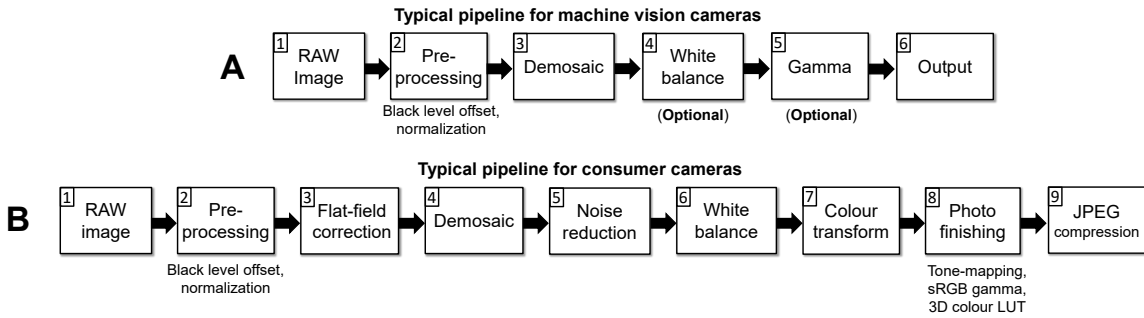 Typical pipeline for machine vision cameras
A
1 RAW Image
2 Pre-processing
3 Demosaic
4 White balance
5 Gamma
6 Output
Black level offset,
normalization
(Optional)
(Optional)
Typical pipeline for consumer cameras
B
1 RAW image
2 Pre-processing
3 Flat-field correction
4 Demosaic
5 Noise reduction
6 White balance
7 Colour transform
8 Photo finishing
9 JPEG compression
Black level offset,
normalization
Tone-mapping,
sRGB gamma,
3D colour LUT